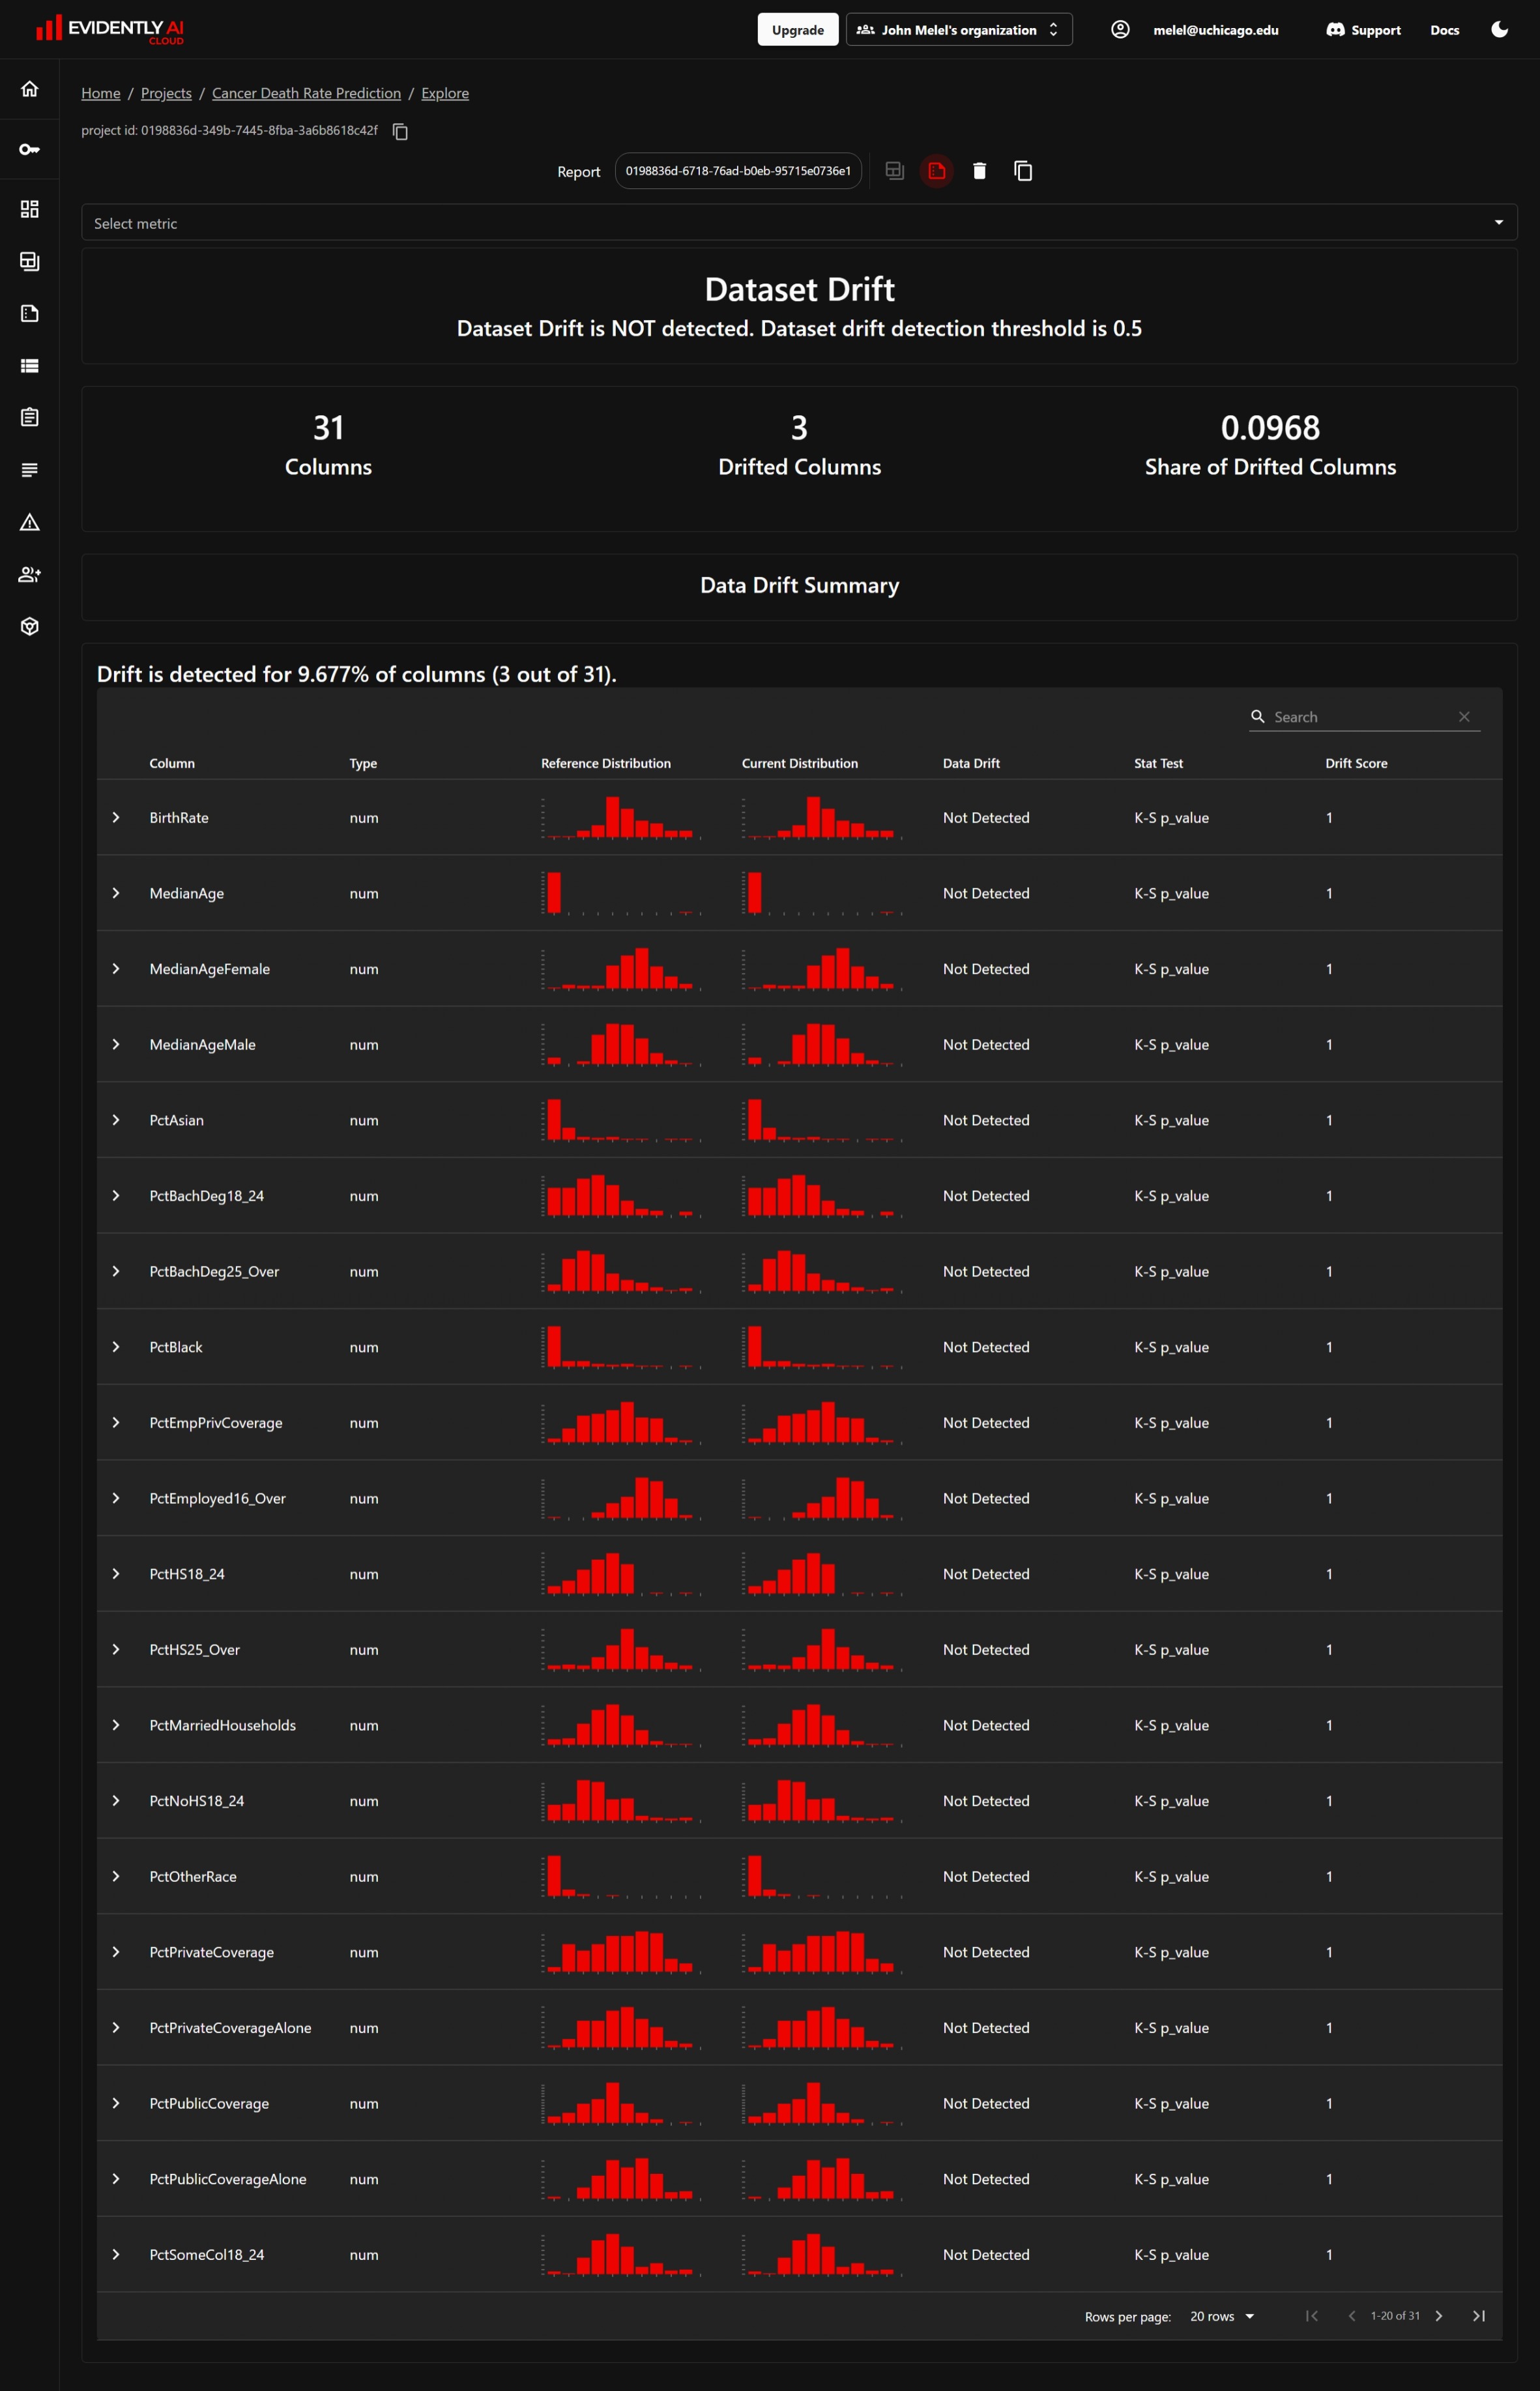 EVIDENTLY AI
CLOUD
Upgrade
John Melel's organization
melel@uchicago.edu
Support
Docs
Home / Projects / Cancer Death Rate Prediction / Explore
project id: 0198836d-349b-7445-8fba-3a6b8618c42f
Report 0198836d-6718-76ad-b0eb-95715e0736e1
Select metric
Dataset Drift
Dataset Drift is NOT detected. Dataset drift detection threshold is 0.5
31
Columns
3
Drifted Columns
0.0968
Share of Drifted Columns
Data Drift Summary
Drift is detected for 9.677% of columns (3 out of 31).
Search
Column Type Reference Distribution Current Distribution Data Drift Stat Test Drift Score
BirthRate num Not Detected K-S p_value 1
MedianAge num Not Detected K-S p_value 1
MedianAgeFemale num Not Detected K-S p_value 1
MedianAgeMale num Not Detected K-S p_value 1
PctAsian num Not Detected K-S p_value 1
PctBachDeg18_24 num Not Detected K-S p_value 1
PctBachDeg25_Over num Not Detected K-S p_value 1
PctBlack num Not Detected K-S p_value 1
PctEmpPrivCoverage num Not Detected K-S p_value 1
PctEmployed16_Over num Not Detected K-S p_value 1
PctHS18_24 num Not Detected K-S p_value 1
PctHS25_Over num Not Detected K-S p_value 1
PctMarriedHouseholds num Not Detected K-S p_value 1
PctNoHS18_24 num Not Detected K-S p_value 1
PctOtherRace num Not Detected K-S p_value 1
PctPrivateCoverage num Not Detected K-S p_value 1
PctPrivateCoverageAlone num Not Detected K-S p_value 1
PctPublicCoverage num Not Detected K-S p_value 1
PctPublicCoverageAlone num Not Detected K-S p_value 1
PctSomeCol18_24 num Not Detected K-S p_value 1
Rows per page: 20 rows 1-20 of 31